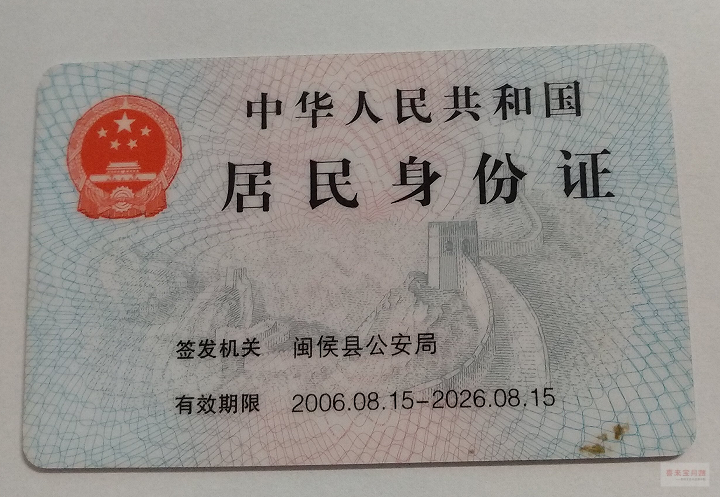 中华人民共和国
居民身份证
签发机关 闽侯县公安局
有效期限 2006.08.15-2026.08.15